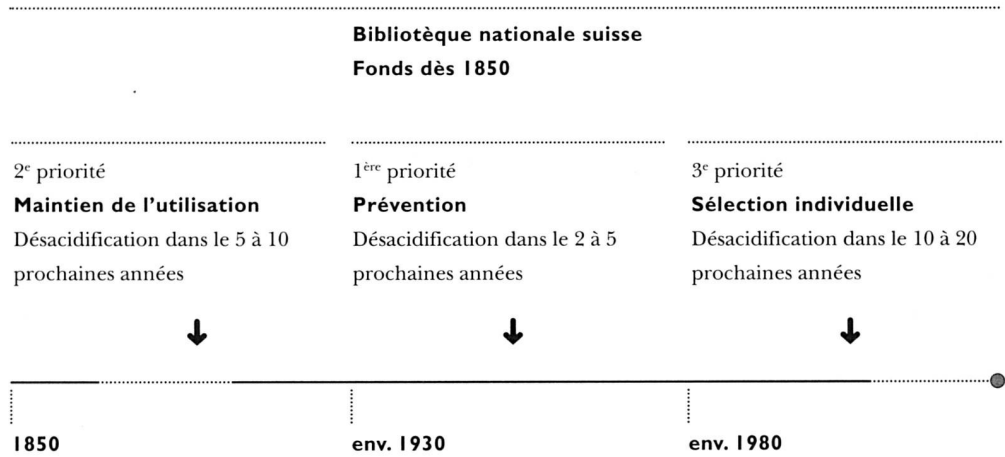 Bibliotèque nationale suisse
Fonds dès 1850
2e priorité
Maintien de l'utilisation
Désacidification dans le 5 à 10
prochaines années
1ère priorité
Prévention
Désacidification dans le 2 à 5
prochaines années
3e priorité
Sélection individuelle
Désacidification dans le 10 à 20
prochaines années
1850
env. 1930
env. 1980